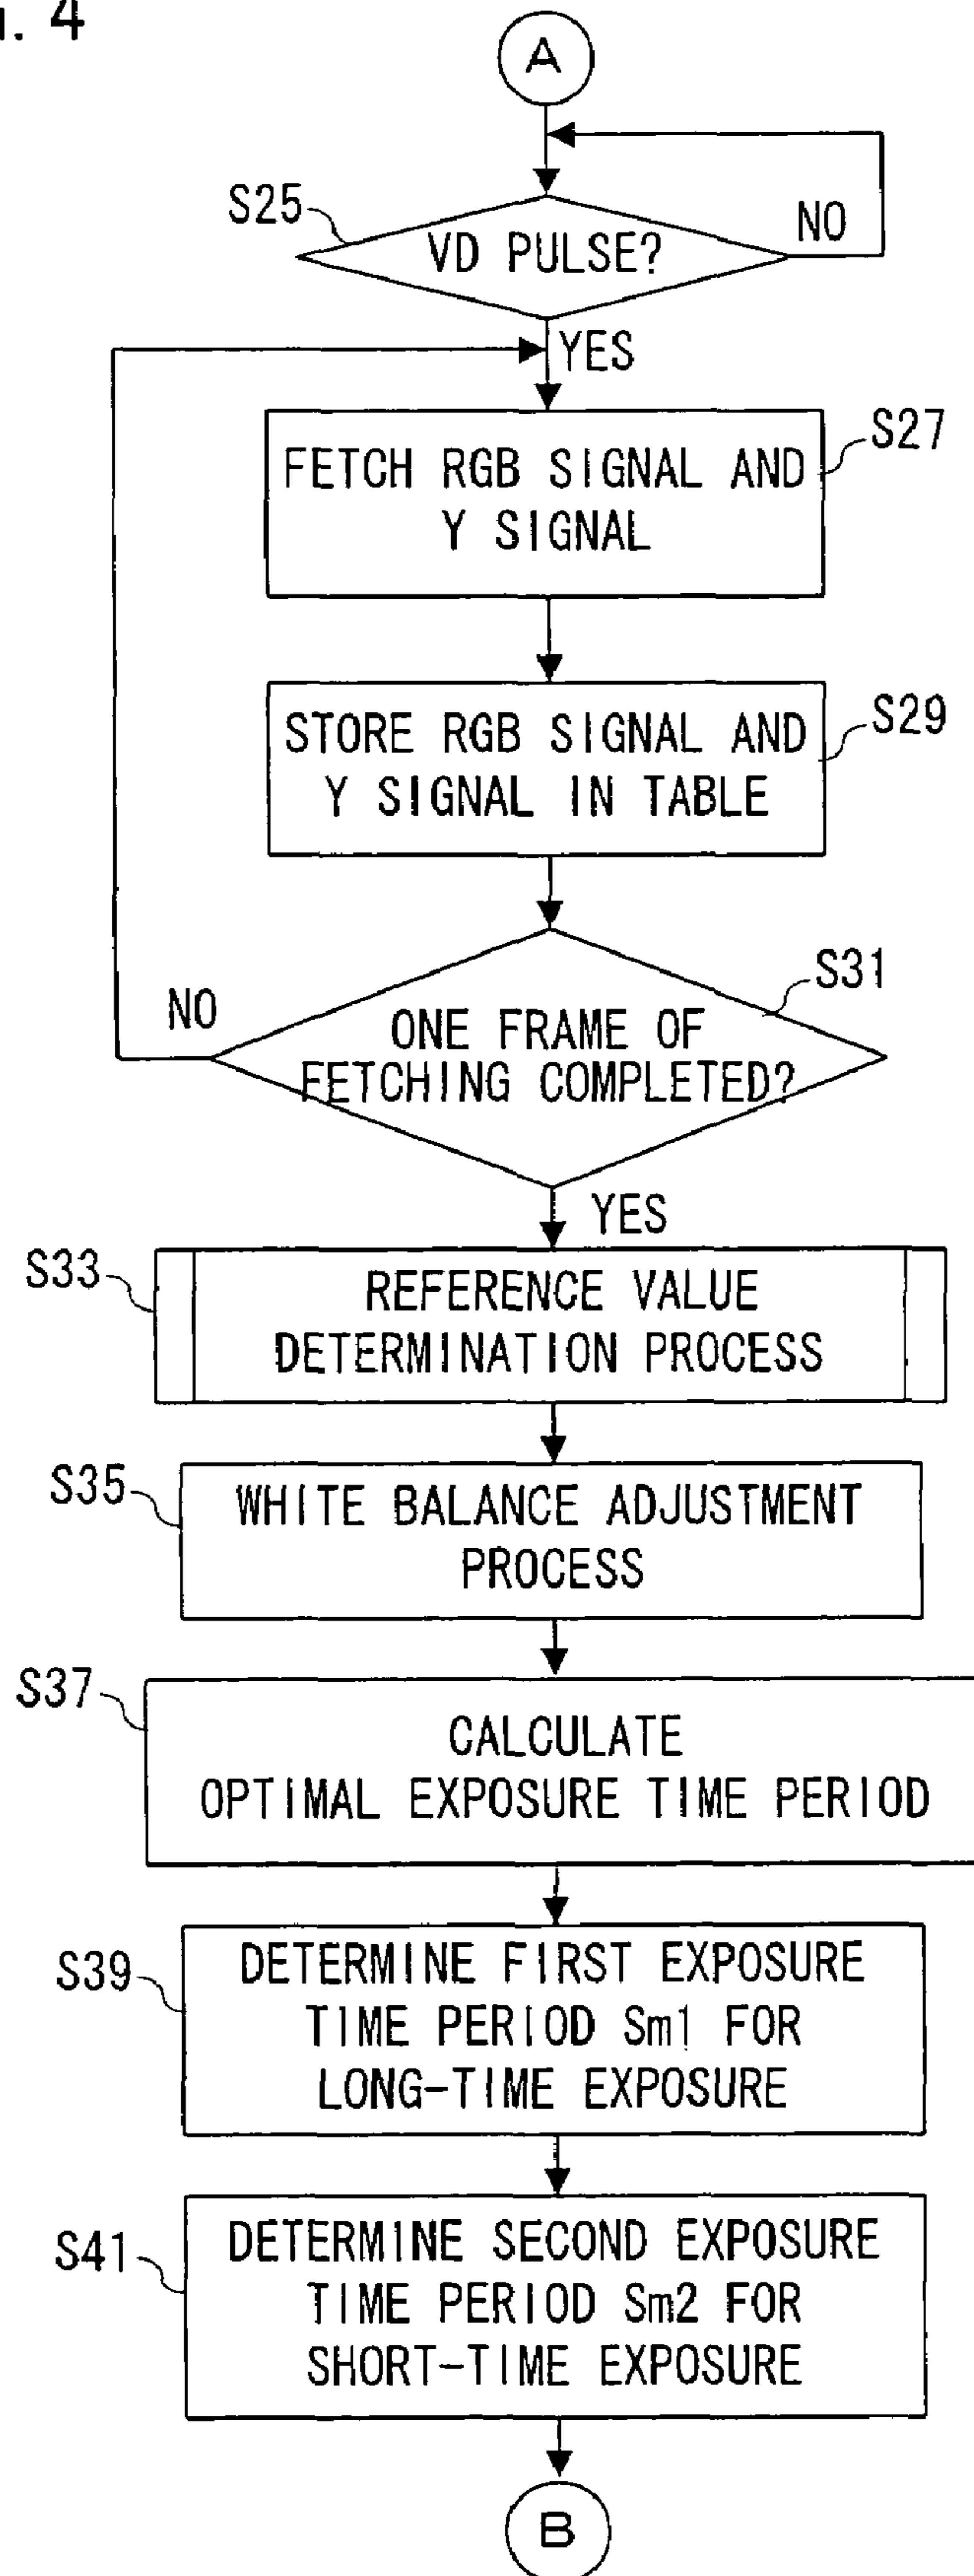 . 4
A
S25
VD PULSE?
NO
YES
S27
FETCH RGB SIGNAL AND
Y SIGNAL
S29
STORE RGB SIGNAL AND
Y SIGNAL IN TABLE
S31
NO
ONE FRAME OF
FETCHING COMPLETED?
YES
S33
REFERENCE VALUE
DETERMINATION PROCESS
S35
WHITE BALANCE ADJUSTMENT
PROCESS
S37
CALCULATE
OPTIMAL EXPOSURE TIME PERIOD
S39
DETERMINE FIRST EXPOSURE
TIME PERIOD Sm1 FOR
LONG-TIME EXPOSURE
S41
DETERMINE SECOND EXPOSURE
TIME PERIOD Sm2 FOR
SHORT-TIME EXPOSURE
B